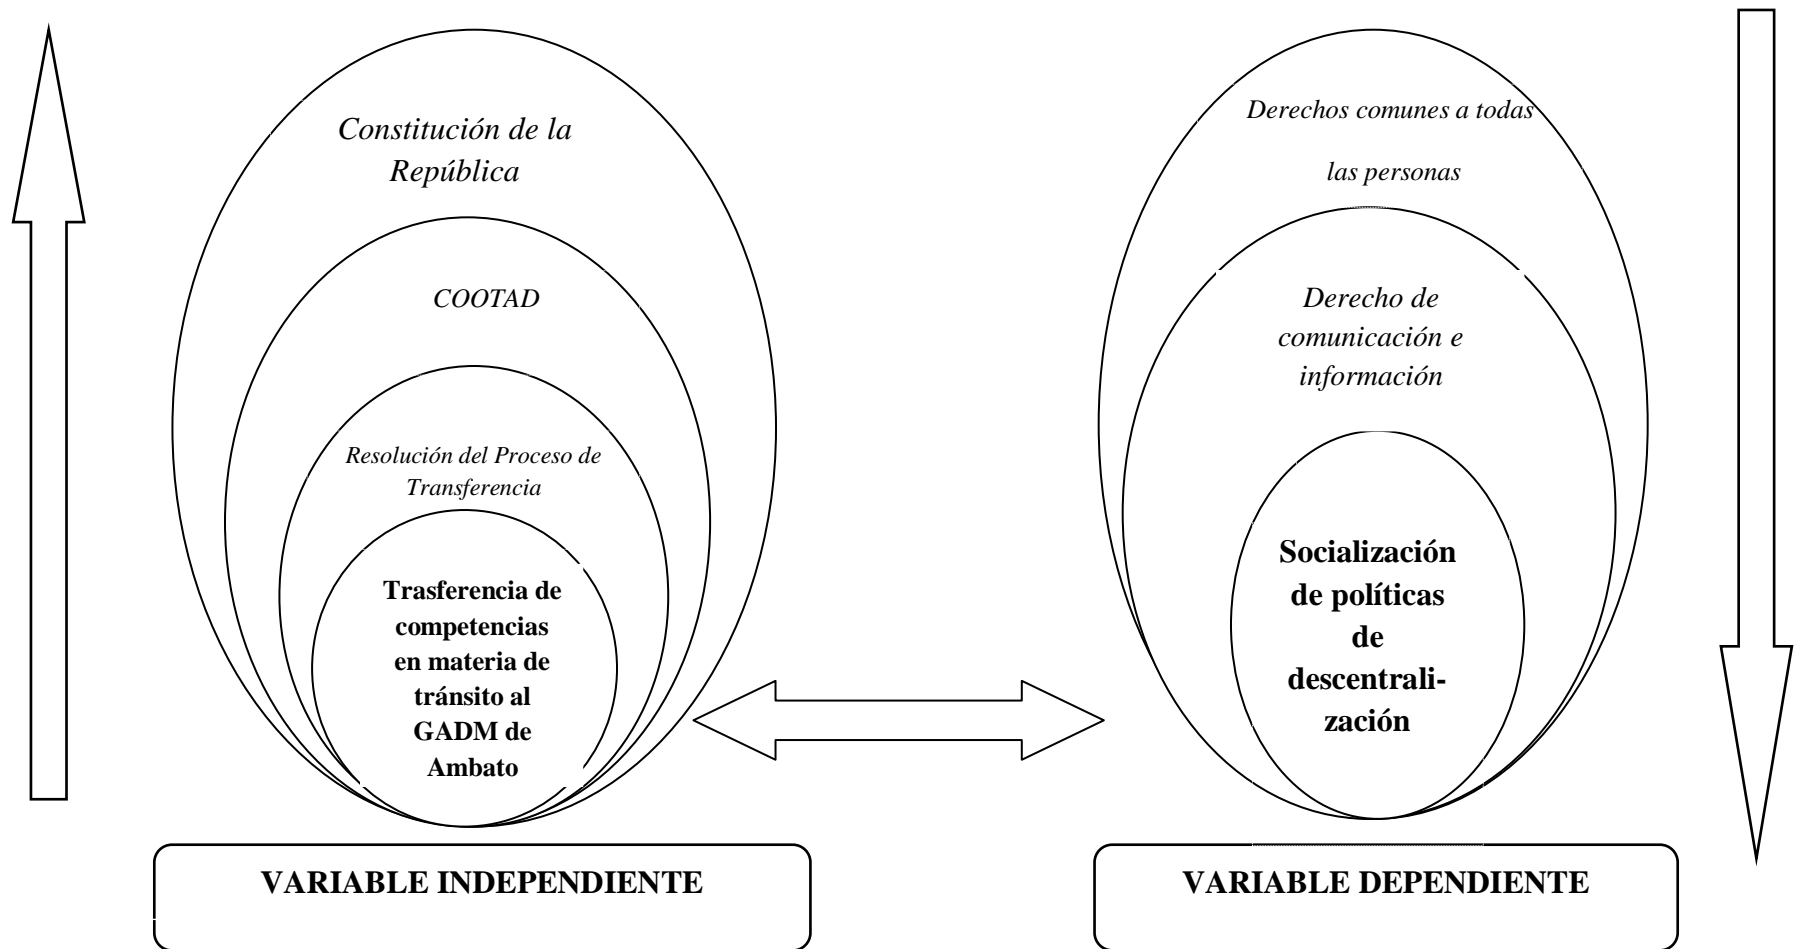 Constitución de la
República
COOTAD
Resolución del Proceso de
Transferencia
Trasferencia de
competencias
en materia de
tránsito al
GADM de
Ambato
VARIABLE INDEPENDIENTE
Derechos comunes a todas
las personas
Derecho de
comunicación e
información
Socialización
de políticas
de
descentrali-
zación
VARIABLE DEPENDIENTE